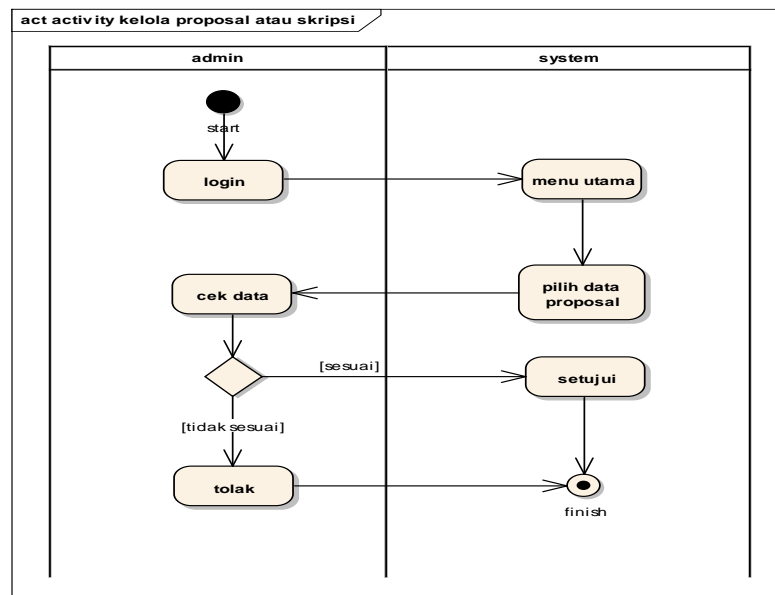 act activity kelola proposal atau skripsi
admin
system
start
login
menu utama
cek data
pilih data
proposal
[sesuai]
setujui
[tidak sesuai]
tolak
finish